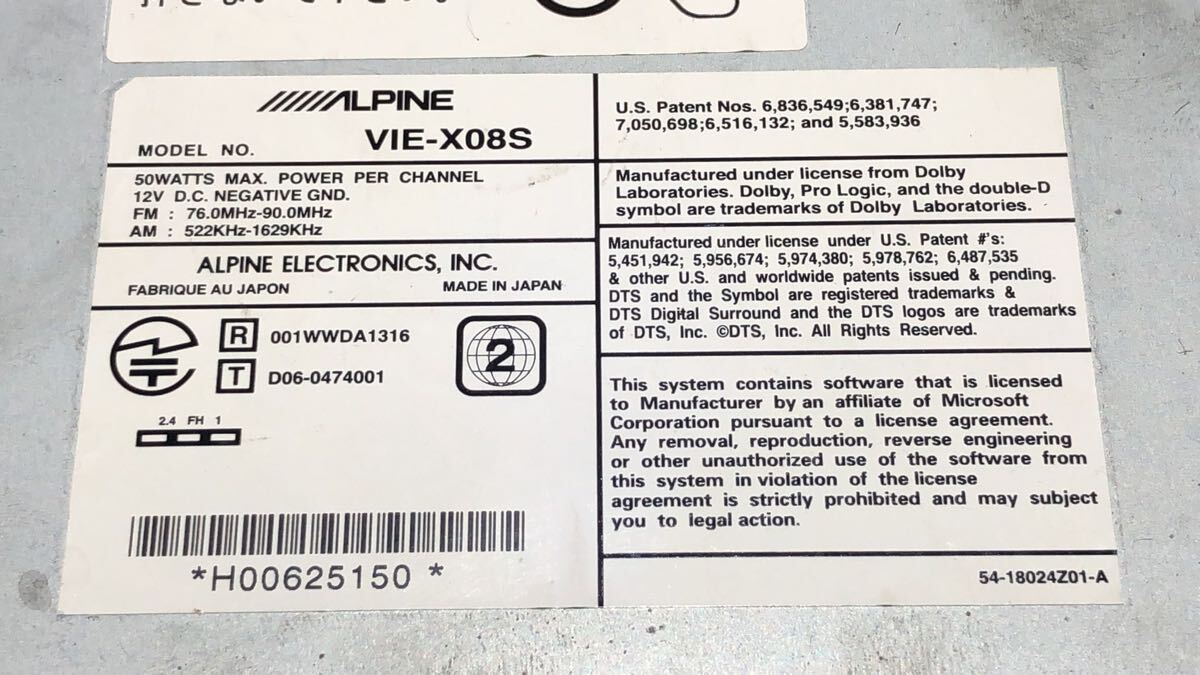 ALPINE
MODEL NO. VIE-X08S
50WATTS MAX. POWER PER CHANNEL
12V D.C. NEGATIVE GND.
FM : 76.0MHz-90.0MHz
AM : 522KHz-1629KHz
ALPINE ELECTRONICS, INC.
FABRIQUE AU JAPON MADE IN JAPAN
R 001WWDA1316
T D06-0474001
2
2.4 FH 1
*H00625150*
U.S. Patent Nos. 6,836,549;6,381,747;
7,050,698;6,516,132; and 5,583,936
Manufactured under license from Dolby
Laboratories. Dolby, Pro Logic, and the double-D
symbol are trademarks of Dolby Laboratories.
Manufactured under license under U.S. Patent #'s:
5,451,942; 5,956,674; 5,974,380; 5,978,762; 6,487,535
& other U.S. and worldwide patents issued & pending.
DTS and the Symbol are registered trademarks &
DTS Digital Surround and the DTS logos are trademarks
of DTS, Inc. ©DTS, Inc. All Rights Reserved.
This system contains software that is licensed
to Manufacturer by an affiliate of Microsoft
Corporation pursuant to a license agreement.
Any removal, reproduction, reverse engineering
or other unauthorized use of the software from
this system in violation of the license
agreement is strictly prohibited and may subject
you to legal action.
54-18024Z01-A